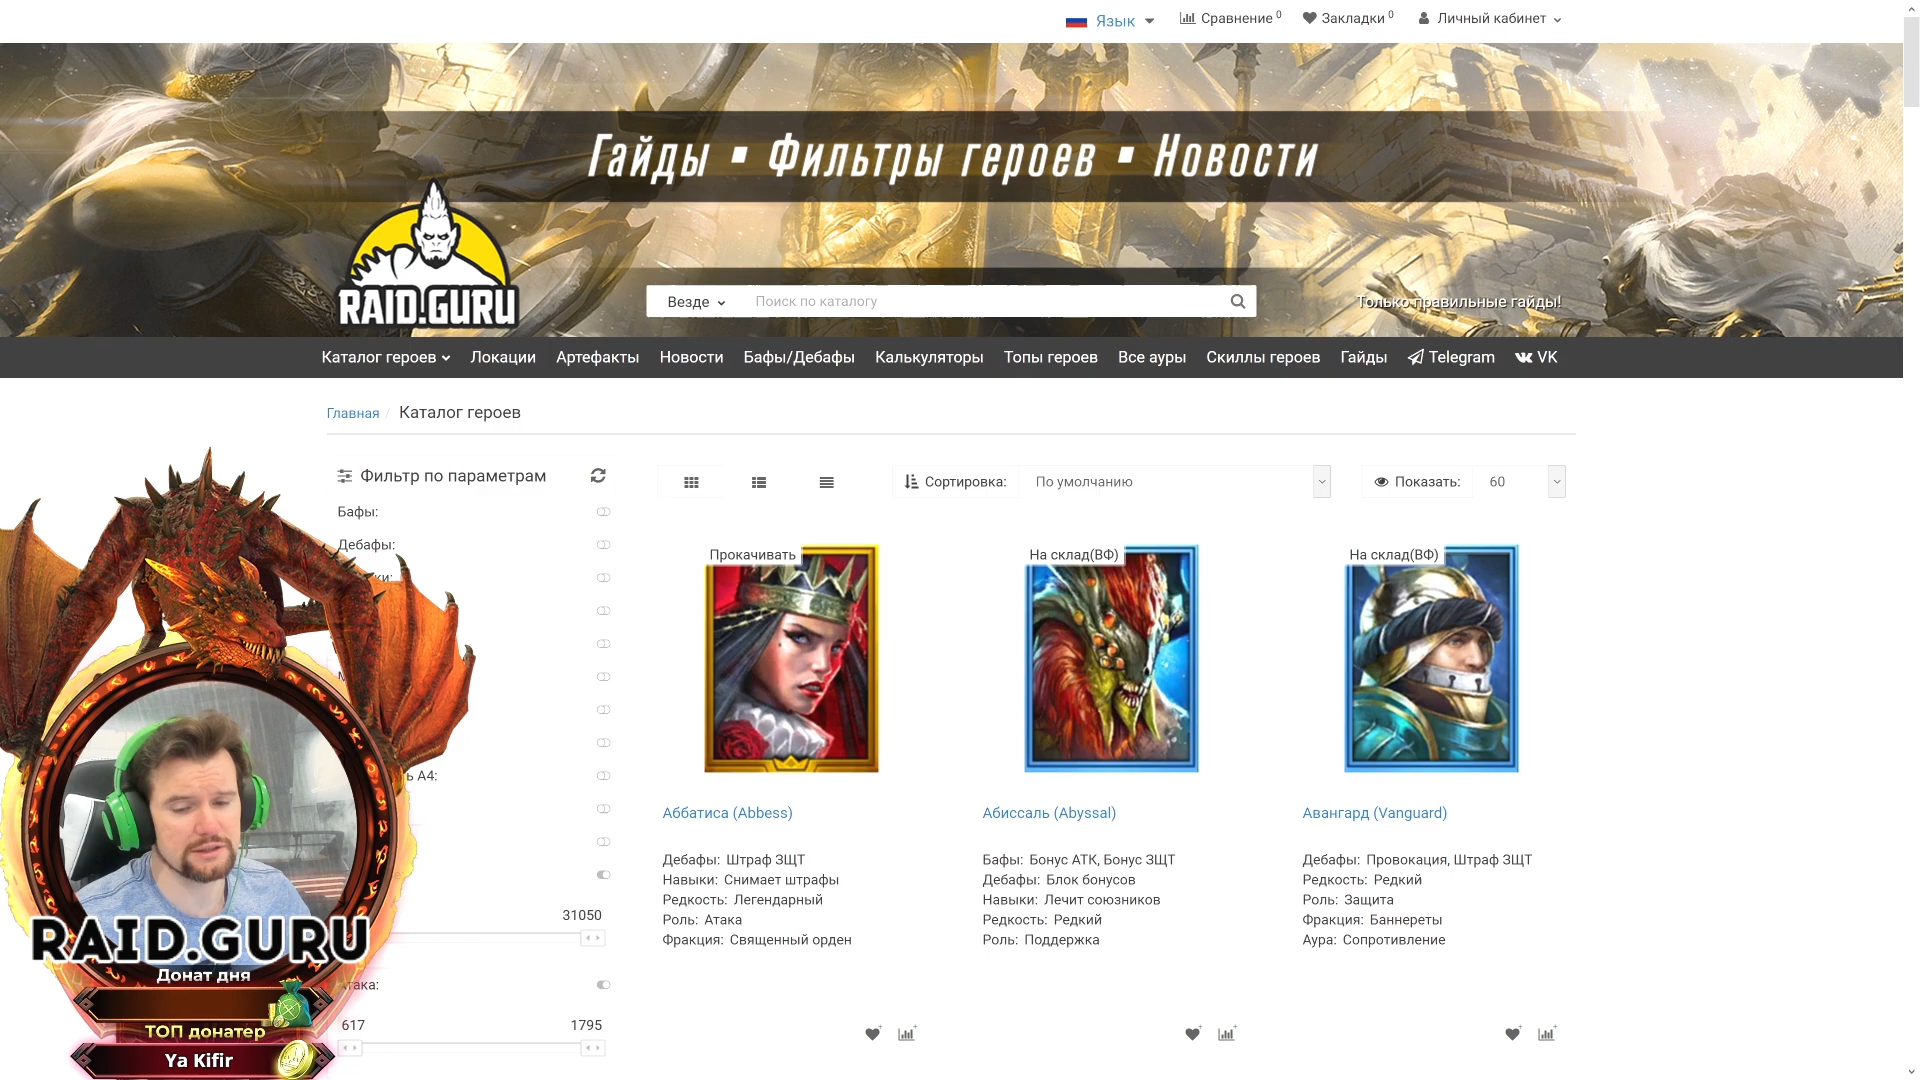 Язык
Сравнение 0
Закладки 0
Личный кабинет
Гайды ▪ Фильтры героев ▪ Новости
RAID.GURU
Везде
Поиск по каталогу
Только правильные гайды!
Каталог героев Локации Артефакты Новости Бафы/Дебафы Калькуляторы Топы героев Все ауры Скиллы героев Гайды Telegram VK
Главная / Каталог героев
Фильтр по параметрам
Сортировка: По умолчанию
Показать: 60
Бафы:
Дебафы:
ки:
ь А4:
31050
така:
617 1795
Прокачивать
Аббатиса (Abbess)
Дебафы: Штраф ЗЩТ
Навыки: Снимает штрафы
Редкость: Легендарный
Роль: Атака
Фракция: Священный орден
На склад(ВФ)
Абиссаль (Abyssal)
Бафы: Бонус АТК, Бонус ЗЩТ
Дебафы: Блок бонусов
Навыки: Лечит союзников
Редкость: Редкий
Роль: Поддержка
На склад(ВФ)
Авангард (Vanguard)
Дебафы: Провокация, Штраф ЗЩТ
Редкость: Редкий
Роль: Защита
Фракция: Баннереты
Аура: Сопротивление
RAID.GURU
Донат дня
ТОП донатер
Ya Kifir